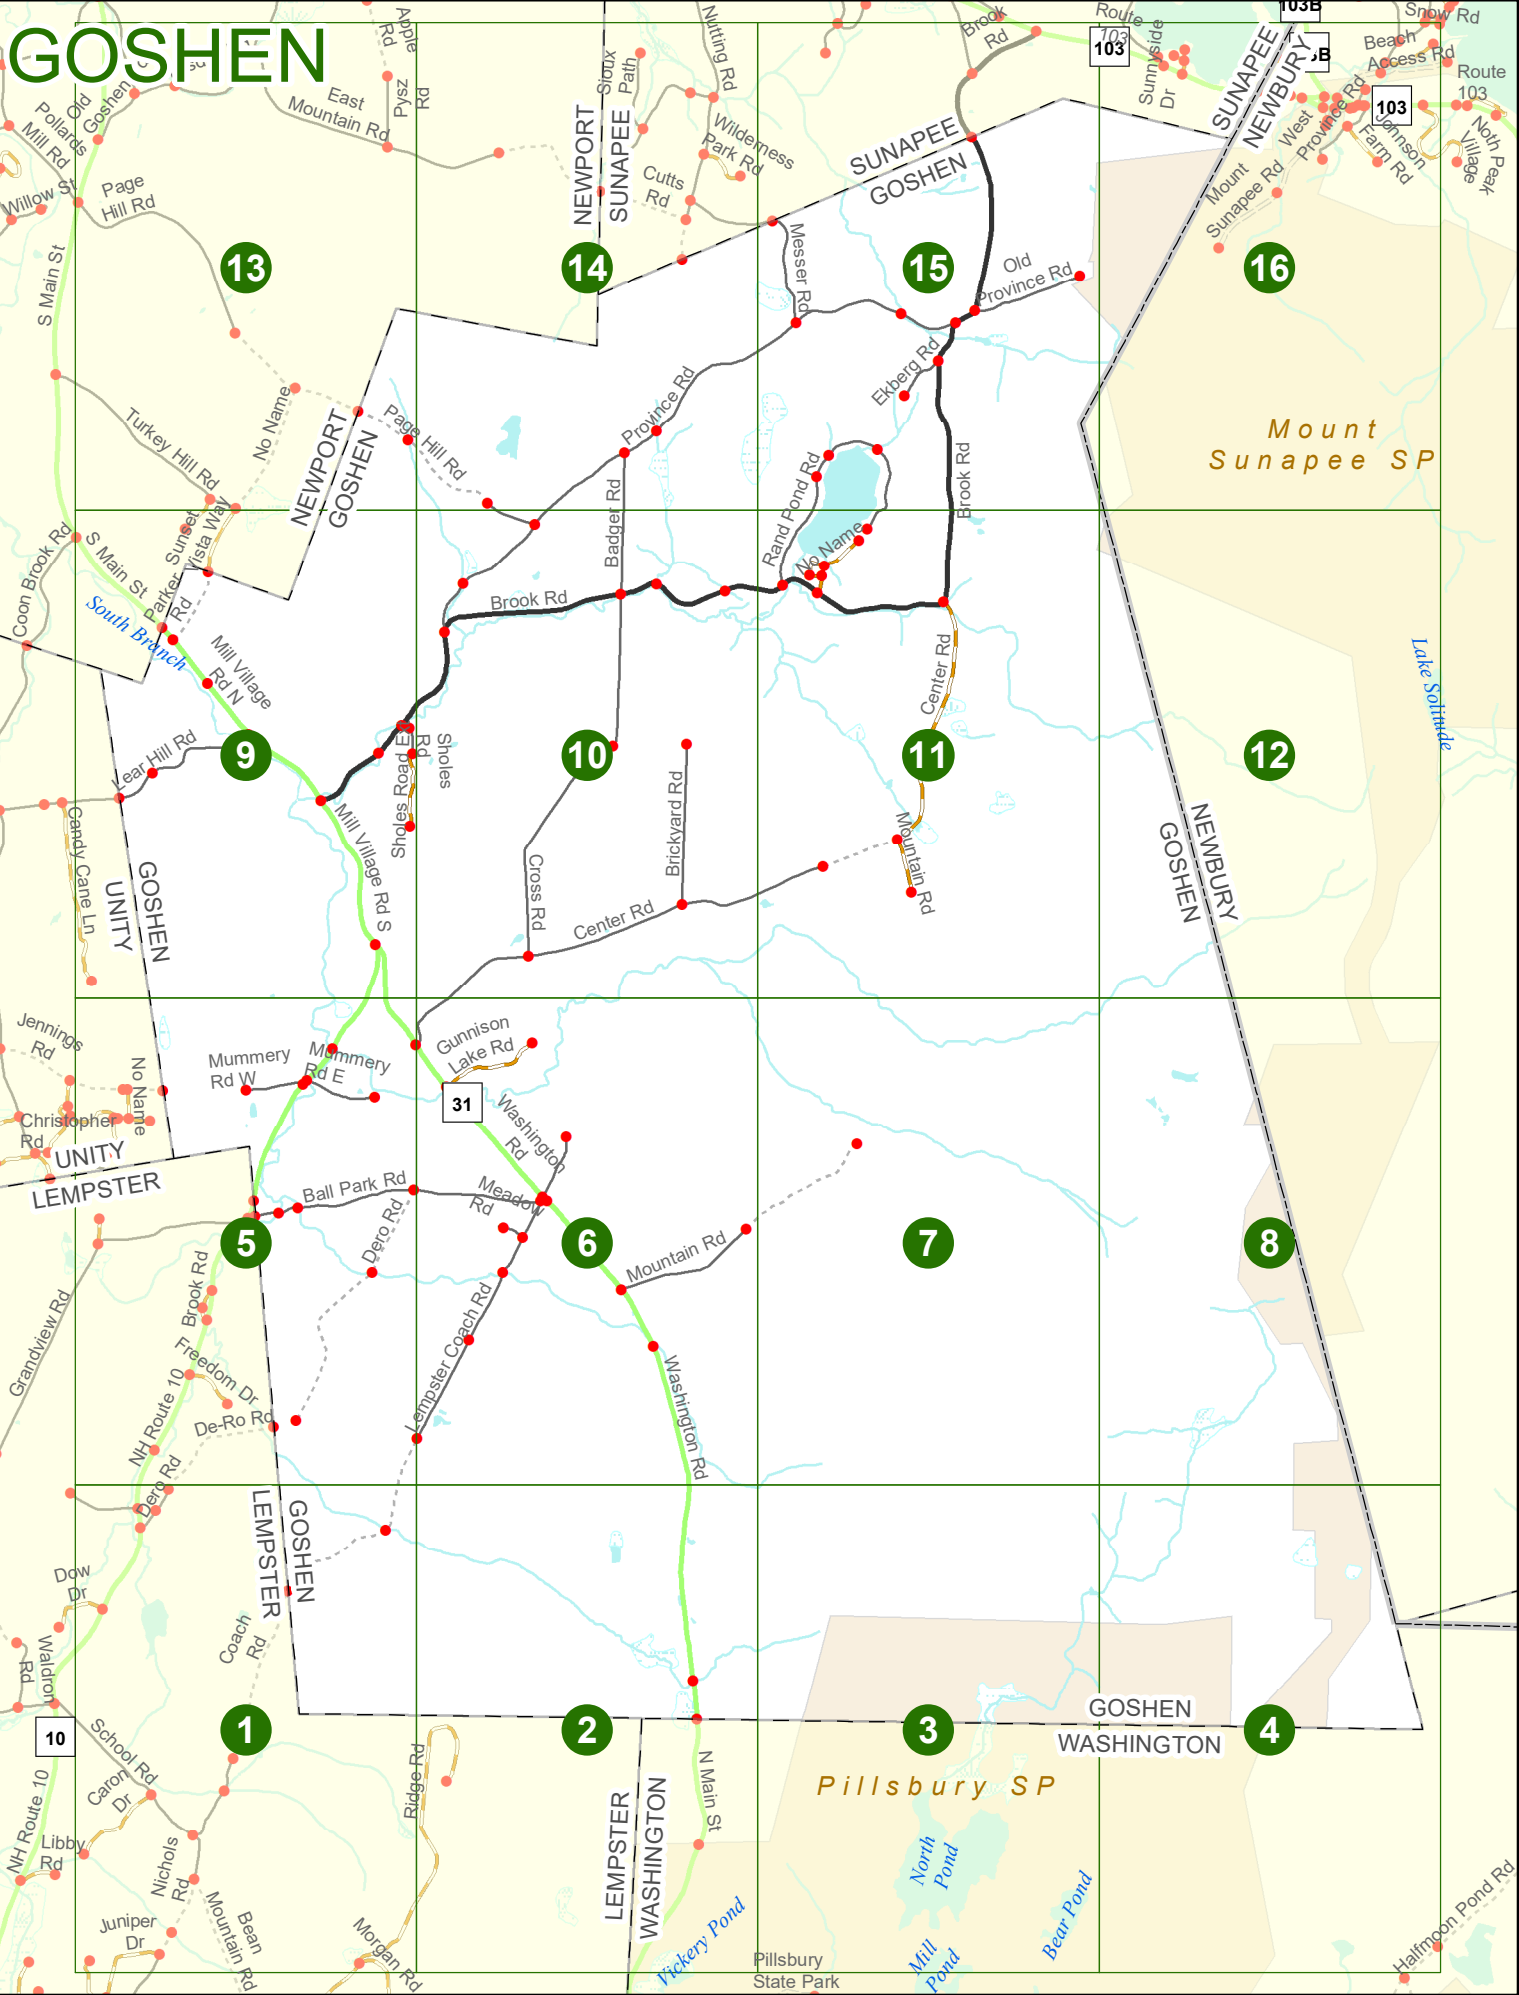 GOSHEN
103B
Snow Rd
Apple
Rd
Nutting Rd
Brook
Rd
Route
103
103
Sunnyside
Dr
SUNAPEE
NEWBURY
Beach
Access Rd
Route
103
103
Old
Goshen
Pollards
Mill Rd
East
Mountain Rd
Pysz
Rd
Sioux
Path
NEWPORT
SUNAPEE
Wilderness
Park Rd
Cutts
Rd
SUNAPEE
GOSHEN
West
Province Rd
Johnson
Farm Rd
Noth Peak
Village
Mount
Sunapee Rd
Willow St
Page
Hill Rd
S Main St
13
14
15
16
Messer Rd
Old
Province Rd
Ekberg Rd
Province Rd
Page Hill Rd
Turkey Hill Rd
No Name
NEWPORT
GOSHEN
Mount
Sunapee SP
Badger Rd
Rand Pond Rd
No Name
Brook Rd
Coon Brook Rd
S Main St
Sunset
Vista Way
Parker
Rd
South Branch
Brook Rd
Mill Village
Rd N
Center Rd
Lake Solitude
Lear Hill Rd
9
10
11
12
Sholes
Rd
Sholes Road E
Mill Village Rd S
Candy Cane Ln
GOSHEN
UNITY
Cross Rd
Brickyard Rd
Center Rd
Mountain Rd
NEWBURY
GOSHEN
Jennings
Rd
No Name
Mummery
Rd W
Mummery
Rd E
Gunnison
Lake Rd
31
Washington
Rd
Christopher
Rd
UNITY
LEMPSTER
Ball Park Rd
Meadow
Rd
Dero Rd
5
6
7
8
Mountain Rd
Brook Rd
Grandview Rd
Freedom Dr
NH Route 10
De-Ro Rd
Lempster Coach Rd
Washington Rd
Dero Rd
LEMPSTER
GOSHEN
Dow
Dr
Coach
Rd
Waldron
Rd
10
School Rd
1
2
3
4
GOSHEN
WASHINGTON
Caron
Dr
Ridge Rd
N Main St
Pillsbury SP
NH Route 10
Libby
Rd
Nichols
Rd
LEMPSTER
WASHINGTON
North
Pond
Juniper
Dr
Bean
Mountain Rd
Morgan Rd
Vickery Pond
Pillsbury
State Park
Mill
Pond
Bear Pond
Halfmoon Pond Rd